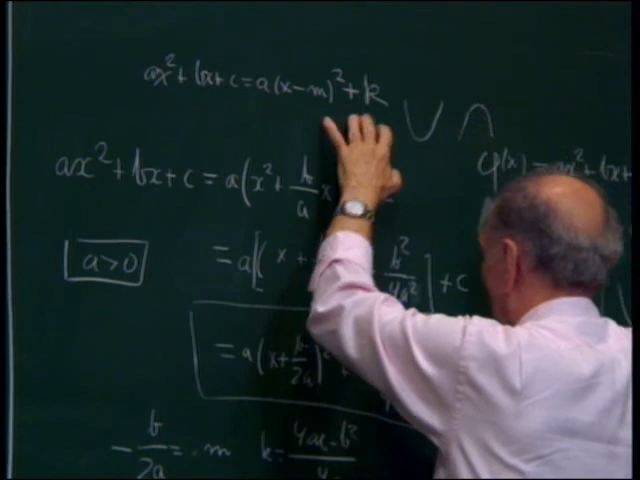 ax² + bx + c = a(x - m)² + k
φ(x) = ax² + bx +
ax² + bx + c = a(x² + b/a x
a > 0
= a[(x + b²/4a²] + c
= a(x + b/2a)² +
- b/2a = m k = 4ac - b²/4